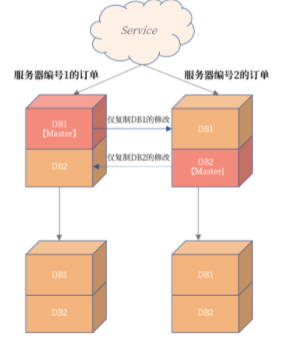 Service
服务器编号1的订单
服务器编号2的订单
DB1
【Master】
DB2
仅复制DB1的修改
仅复制DB2的修改
DB1
DB2
【Master】
DB1
DB2
DB1
DB2